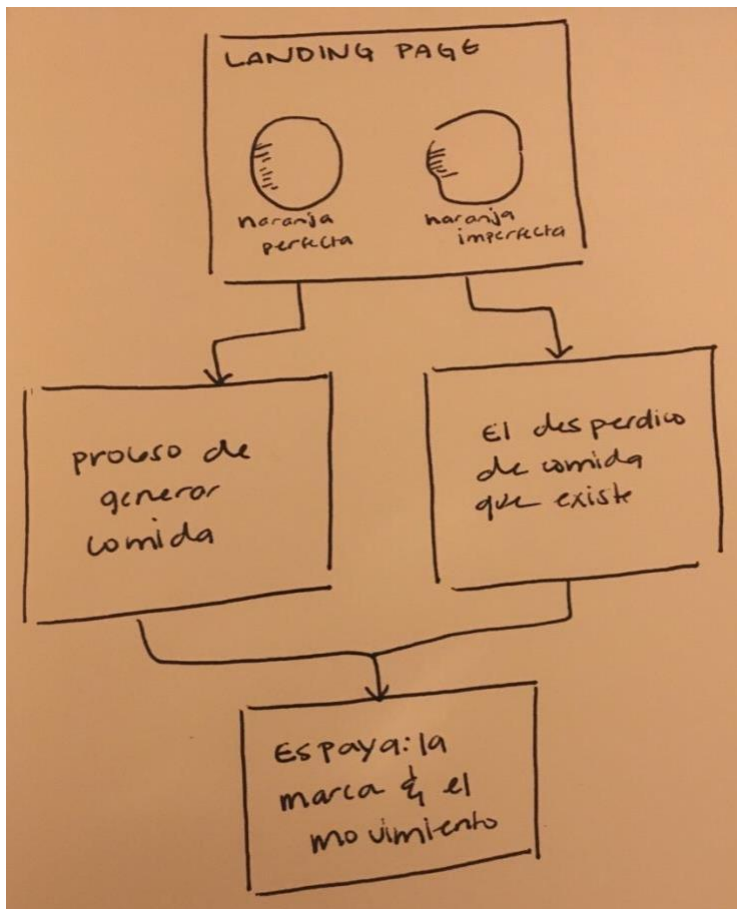 LANDING PAGE
naranja
perfecta
naranja
imperfecta
proceso de
generar
comida
El desperdico
de comida
que existe
Espaya: la
marca & el
movimiento